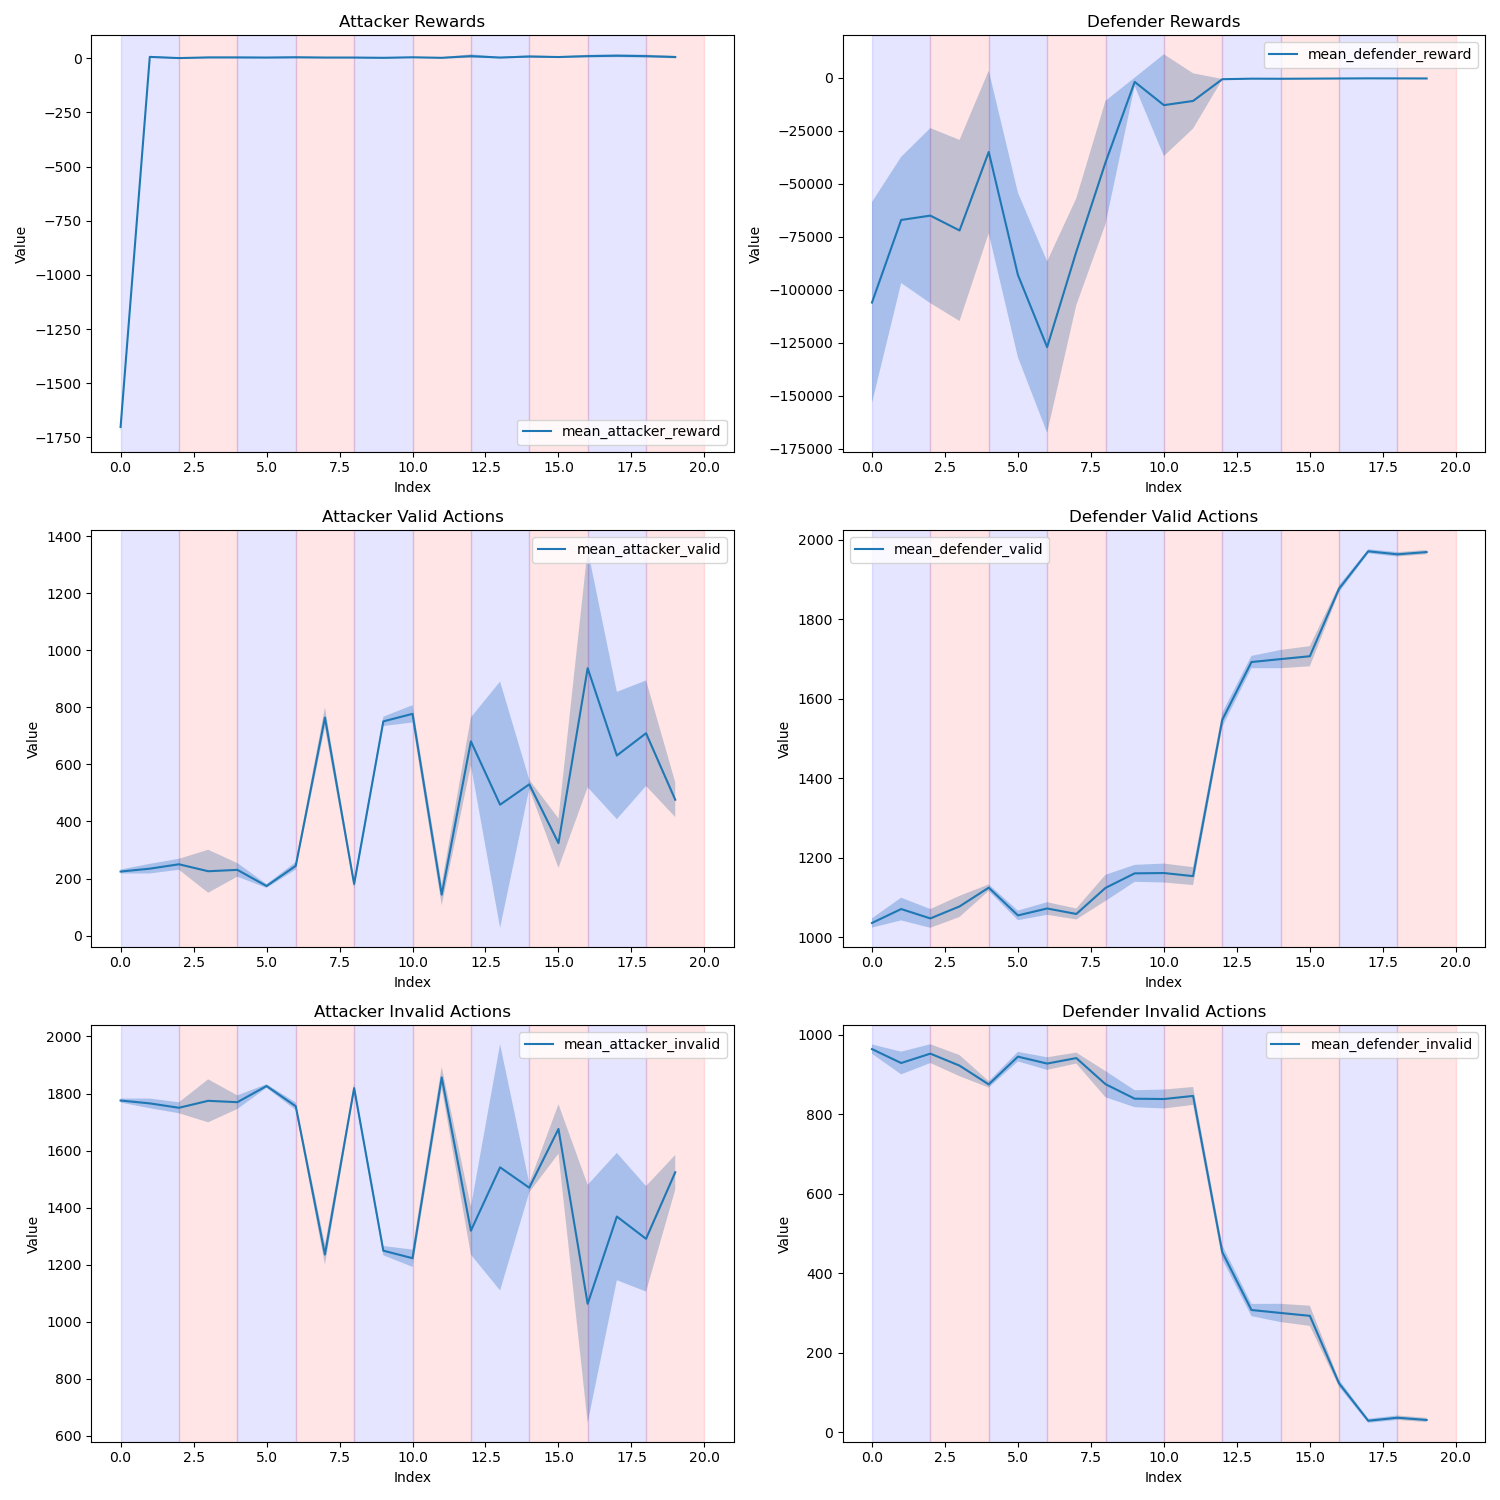 Attacker Rewards
Value
0
−250
−500
−750
−1000
−1250
−1500
−1750
mean_attacker_reward
0.0 2.5 5.0 7.5 10.0 12.5 15.0 17.5 20.0
Index
Defender Rewards
Value
0
−25000
−50000
−75000
−100000
−125000
−150000
−175000
mean_defender_reward
0.0 2.5 5.0 7.5 10.0 12.5 15.0 17.5 20.0
Index
Attacker Valid Actions
Value
1400
1200
1000
800
600
400
200
0
mean_attacker_valid
0.0 2.5 5.0 7.5 10.0 12.5 15.0 17.5 20.0
Index
Defender Valid Actions
Value
2000
1800
1600
1400
1200
1000
mean_defender_valid
0.0 2.5 5.0 7.5 10.0 12.5 15.0 17.5 20.0
Index
Attacker Invalid Actions
Value
2000
1800
1600
1400
1200
1000
800
600
mean_attacker_invalid
0.0 2.5 5.0 7.5 10.0 12.5 15.0 17.5 20.0
Index
Defender Invalid Actions
Value
1000
800
600
400
200
0
mean_defender_invalid
0.0 2.5 5.0 7.5 10.0 12.5 15.0 17.5 20.0
Index